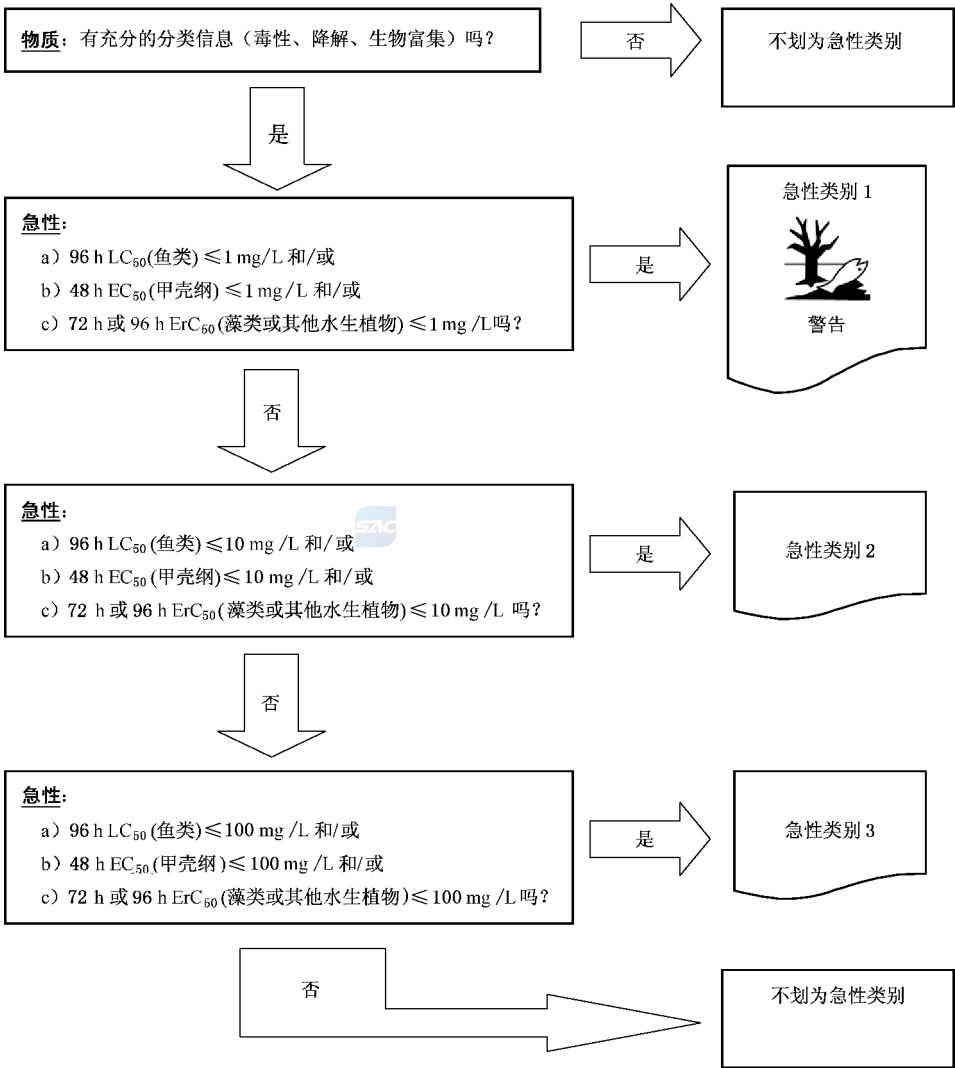 物质：有充分的分类信息（毒性、降解、生物富集）吗？
否
不划为急性类别
是
急性：
a）96 h LC50(鱼类)≤1 mg/L 和/或
b）48 h EC50(甲壳纲)≤1 mg/L 和/或
c）72 h 或 96 h ErC50(藻类或其他水生植物)≤1 mg/L吗？
是
急性类别 1
警告
否
急性：
a）96 h LC50(鱼类)≤10 mg/L 和/或
b）48 h EC50(甲壳纲)≤10 mg/L 和/或
c）72 h 或 96 h ErC50(藻类或其他水生植物)≤10 mg/L 吗？
SAC
是
急性类别 2
否
急性：
a）96 h LC50(鱼类)≤100 mg/L 和/或
b）48 h EC50(甲壳纲)≤100 mg/L 和/或
c）72 h 或 96 h ErC50(藻类或其他水生植物)≤100 mg/L吗？
是
急性类别 3
否
不划为急性类别